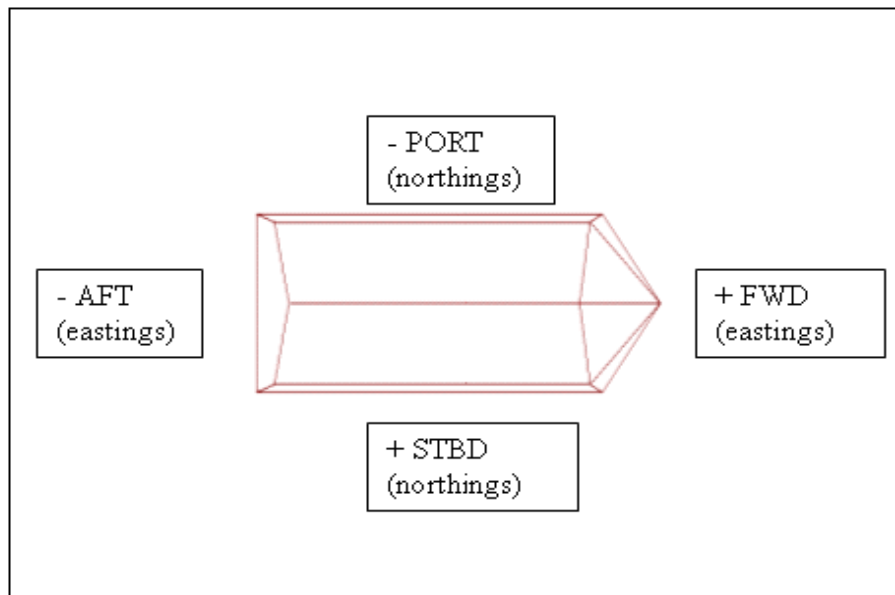 - PORT
(northings)
- AFT
(eastings)
+ FWD
(eastings)
+ STBD
(northings)